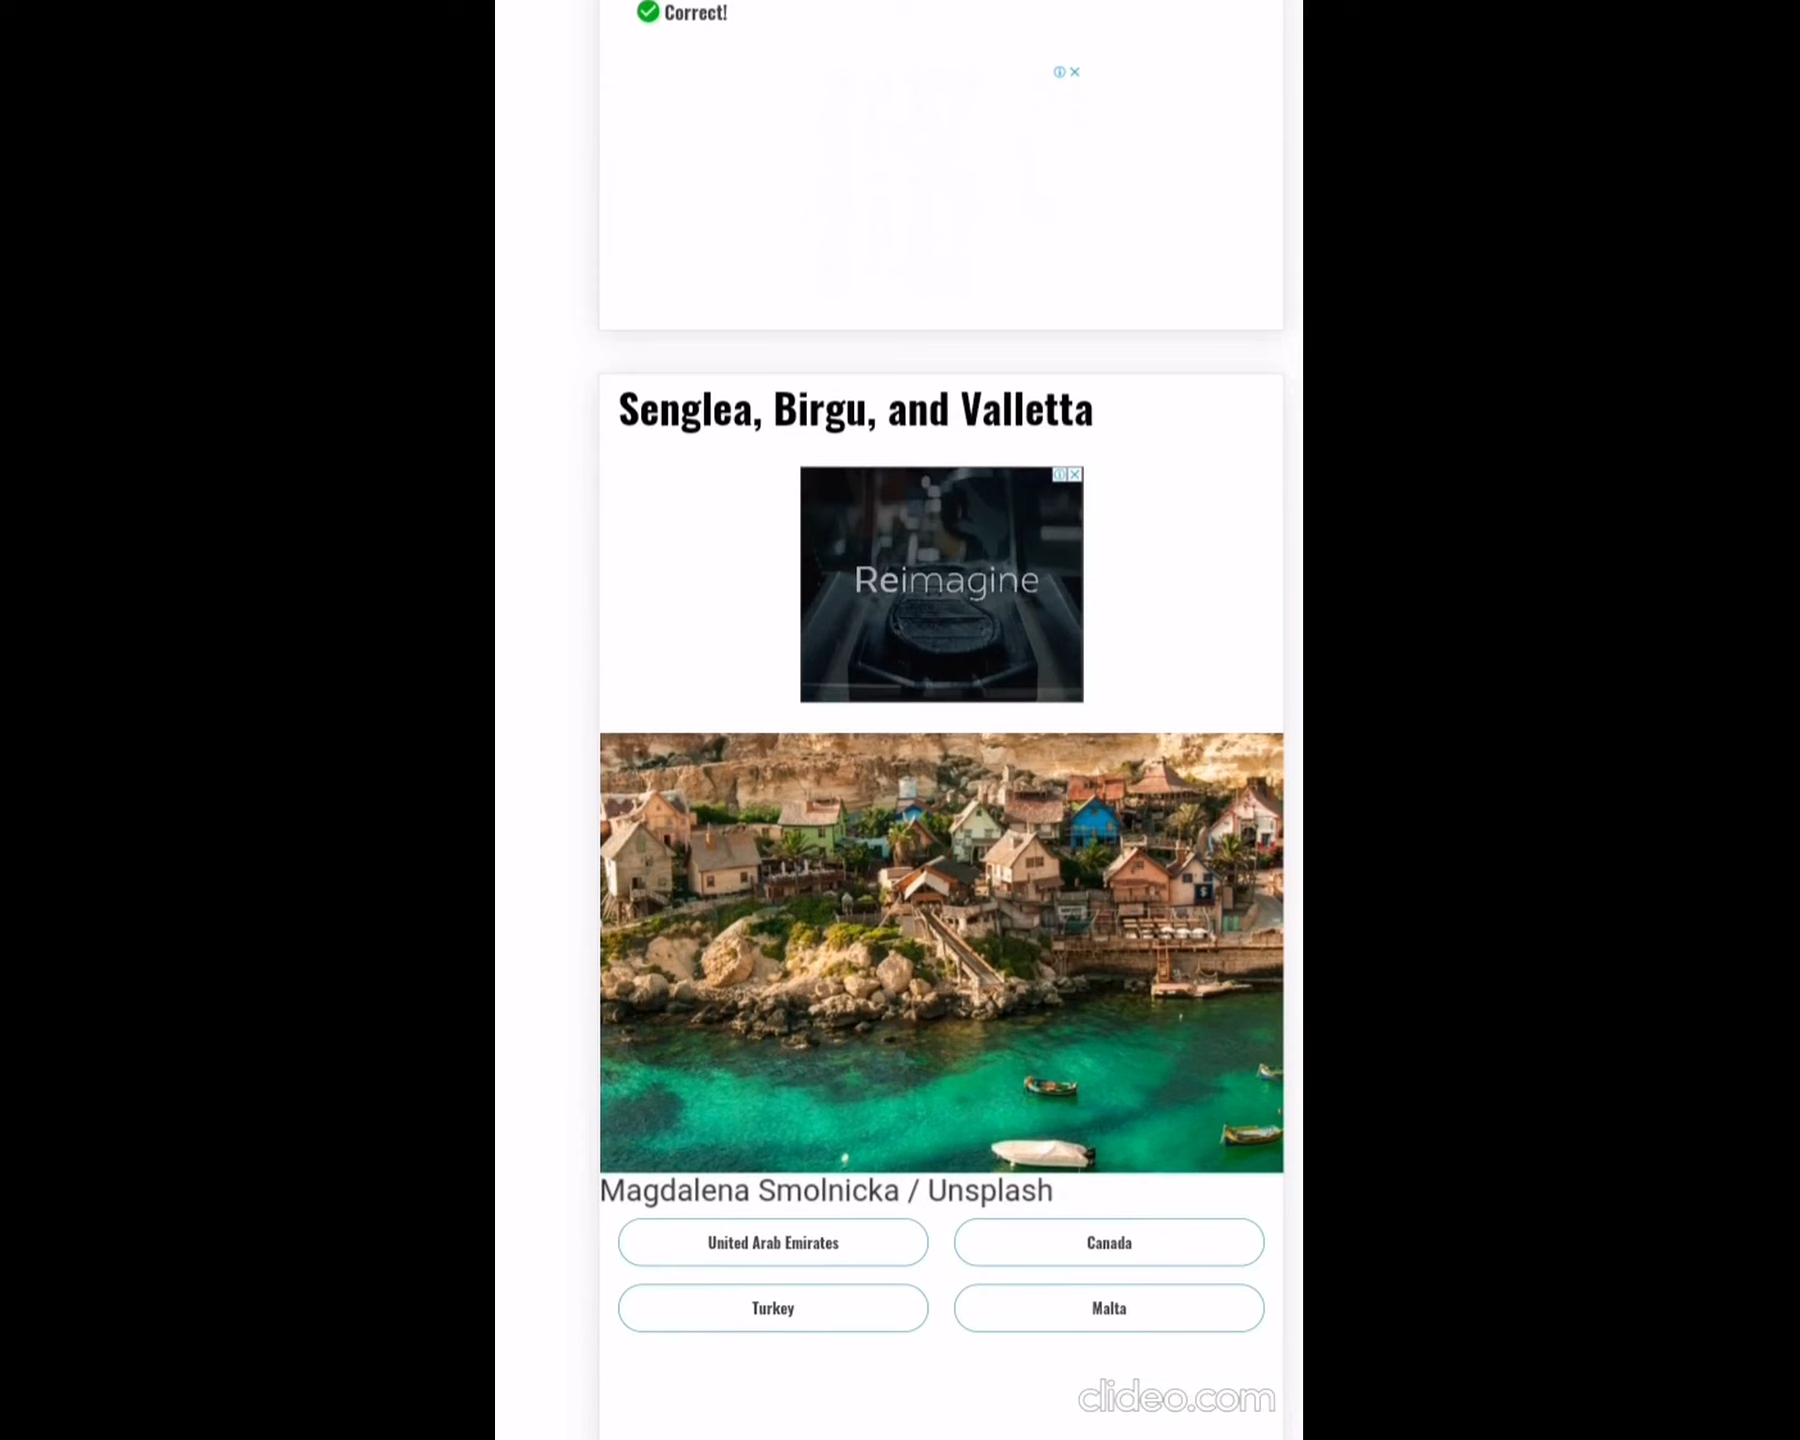 Correct!
Senglea, Birgu, and Valletta
Reimagine
Magdalena Smolnicka / Unsplash
United Arab Emirates
Canada
Turkey
Malta
clideo.com